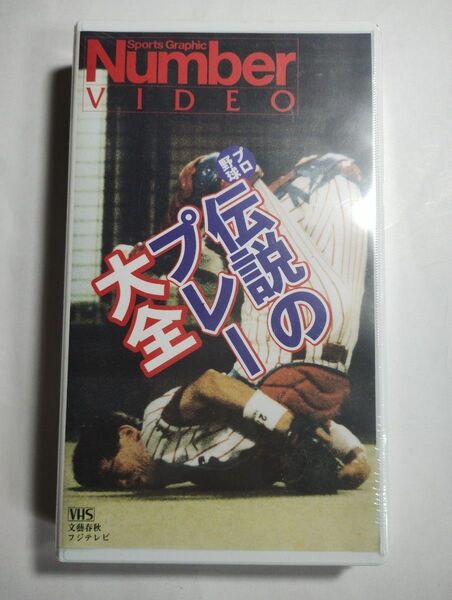 Sports Graphic
Number
VIDEO
プロ
野球
伝説の
プレー
大全
2
VHS
文藝春秋
フジテレビ